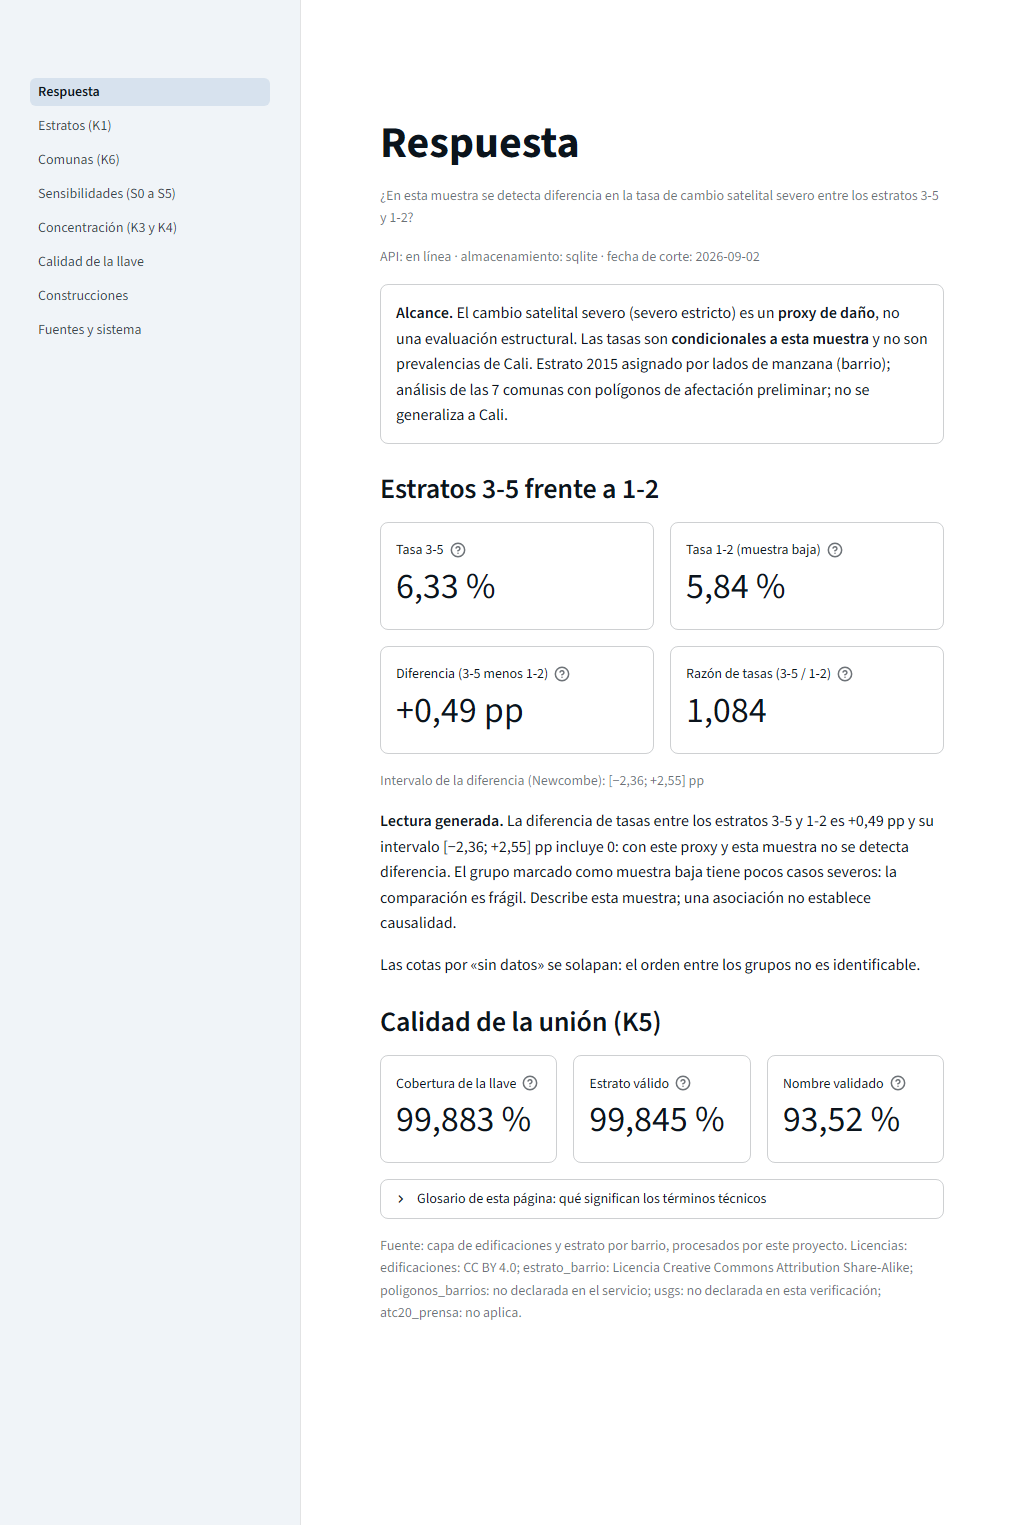 Respuesta
Estratos (K1)
Comunas (K6)
Sensibilidades (S0 a S5)
Concentración (K3 y K4)
Calidad de la llave
Construcciones
Fuentes y sistema
Respuesta
¿En esta muestra se detecta diferencia en la tasa de cambio satelital severo entre los estratos 3-5
y 1-2?
API: en línea · almacenamiento: sqlite · fecha de corte: 2026-09-02
Alcance. El cambio satelital severo (severo estricto) es un proxy de daño, no
una evaluación estructural. Las tasas son condicionales a esta muestra y no son
prevalencias de Cali. Estrato 2015 asignado por lados de manzana (barrio);
análisis de las 7 comunas con polígonos de afectación preliminar; no se
generaliza a Cali.
Estratos 3-5 frente a 1-2
Tasa 3-5
6,33 %
Tasa 1-2 (muestra baja)
5,84 %
Diferencia (3-5 menos 1-2)
+0,49 pp
Razón de tasas (3-5 / 1-2)
1,084
Intervalo de la diferencia (Newcombe): [−2,36; +2,55] pp
Lectura generada. La diferencia de tasas entre los estratos 3-5 y 1-2 es +0,49 pp y su
intervalo [−2,36; +2,55] pp incluye 0: con este proxy y esta muestra no se detecta
diferencia. El grupo marcado como muestra baja tiene pocos casos severos: la
comparación es frágil. Describe esta muestra; una asociación no establece
causalidad.
Las cotas por «sin datos» se solapan: el orden entre los grupos no es identificable.
Calidad de la unión (K5)
Cobertura de la llave
99,883 %
Estrato válido
99,845 %
Nombre validado
93,52 %
Glosario de esta página: qué significan los términos técnicos
Fuente: capa de edificaciones y estrato por barrio, procesados por este proyecto. Licencias:
edificaciones: CC BY 4.0; estrato_barrio: Licencia Creative Commons Attribution Share-Alike;
poligonos_barrios: no declarada en el servicio; usgs: no declarada en esta verificación;
atc20_prensa: no aplica.